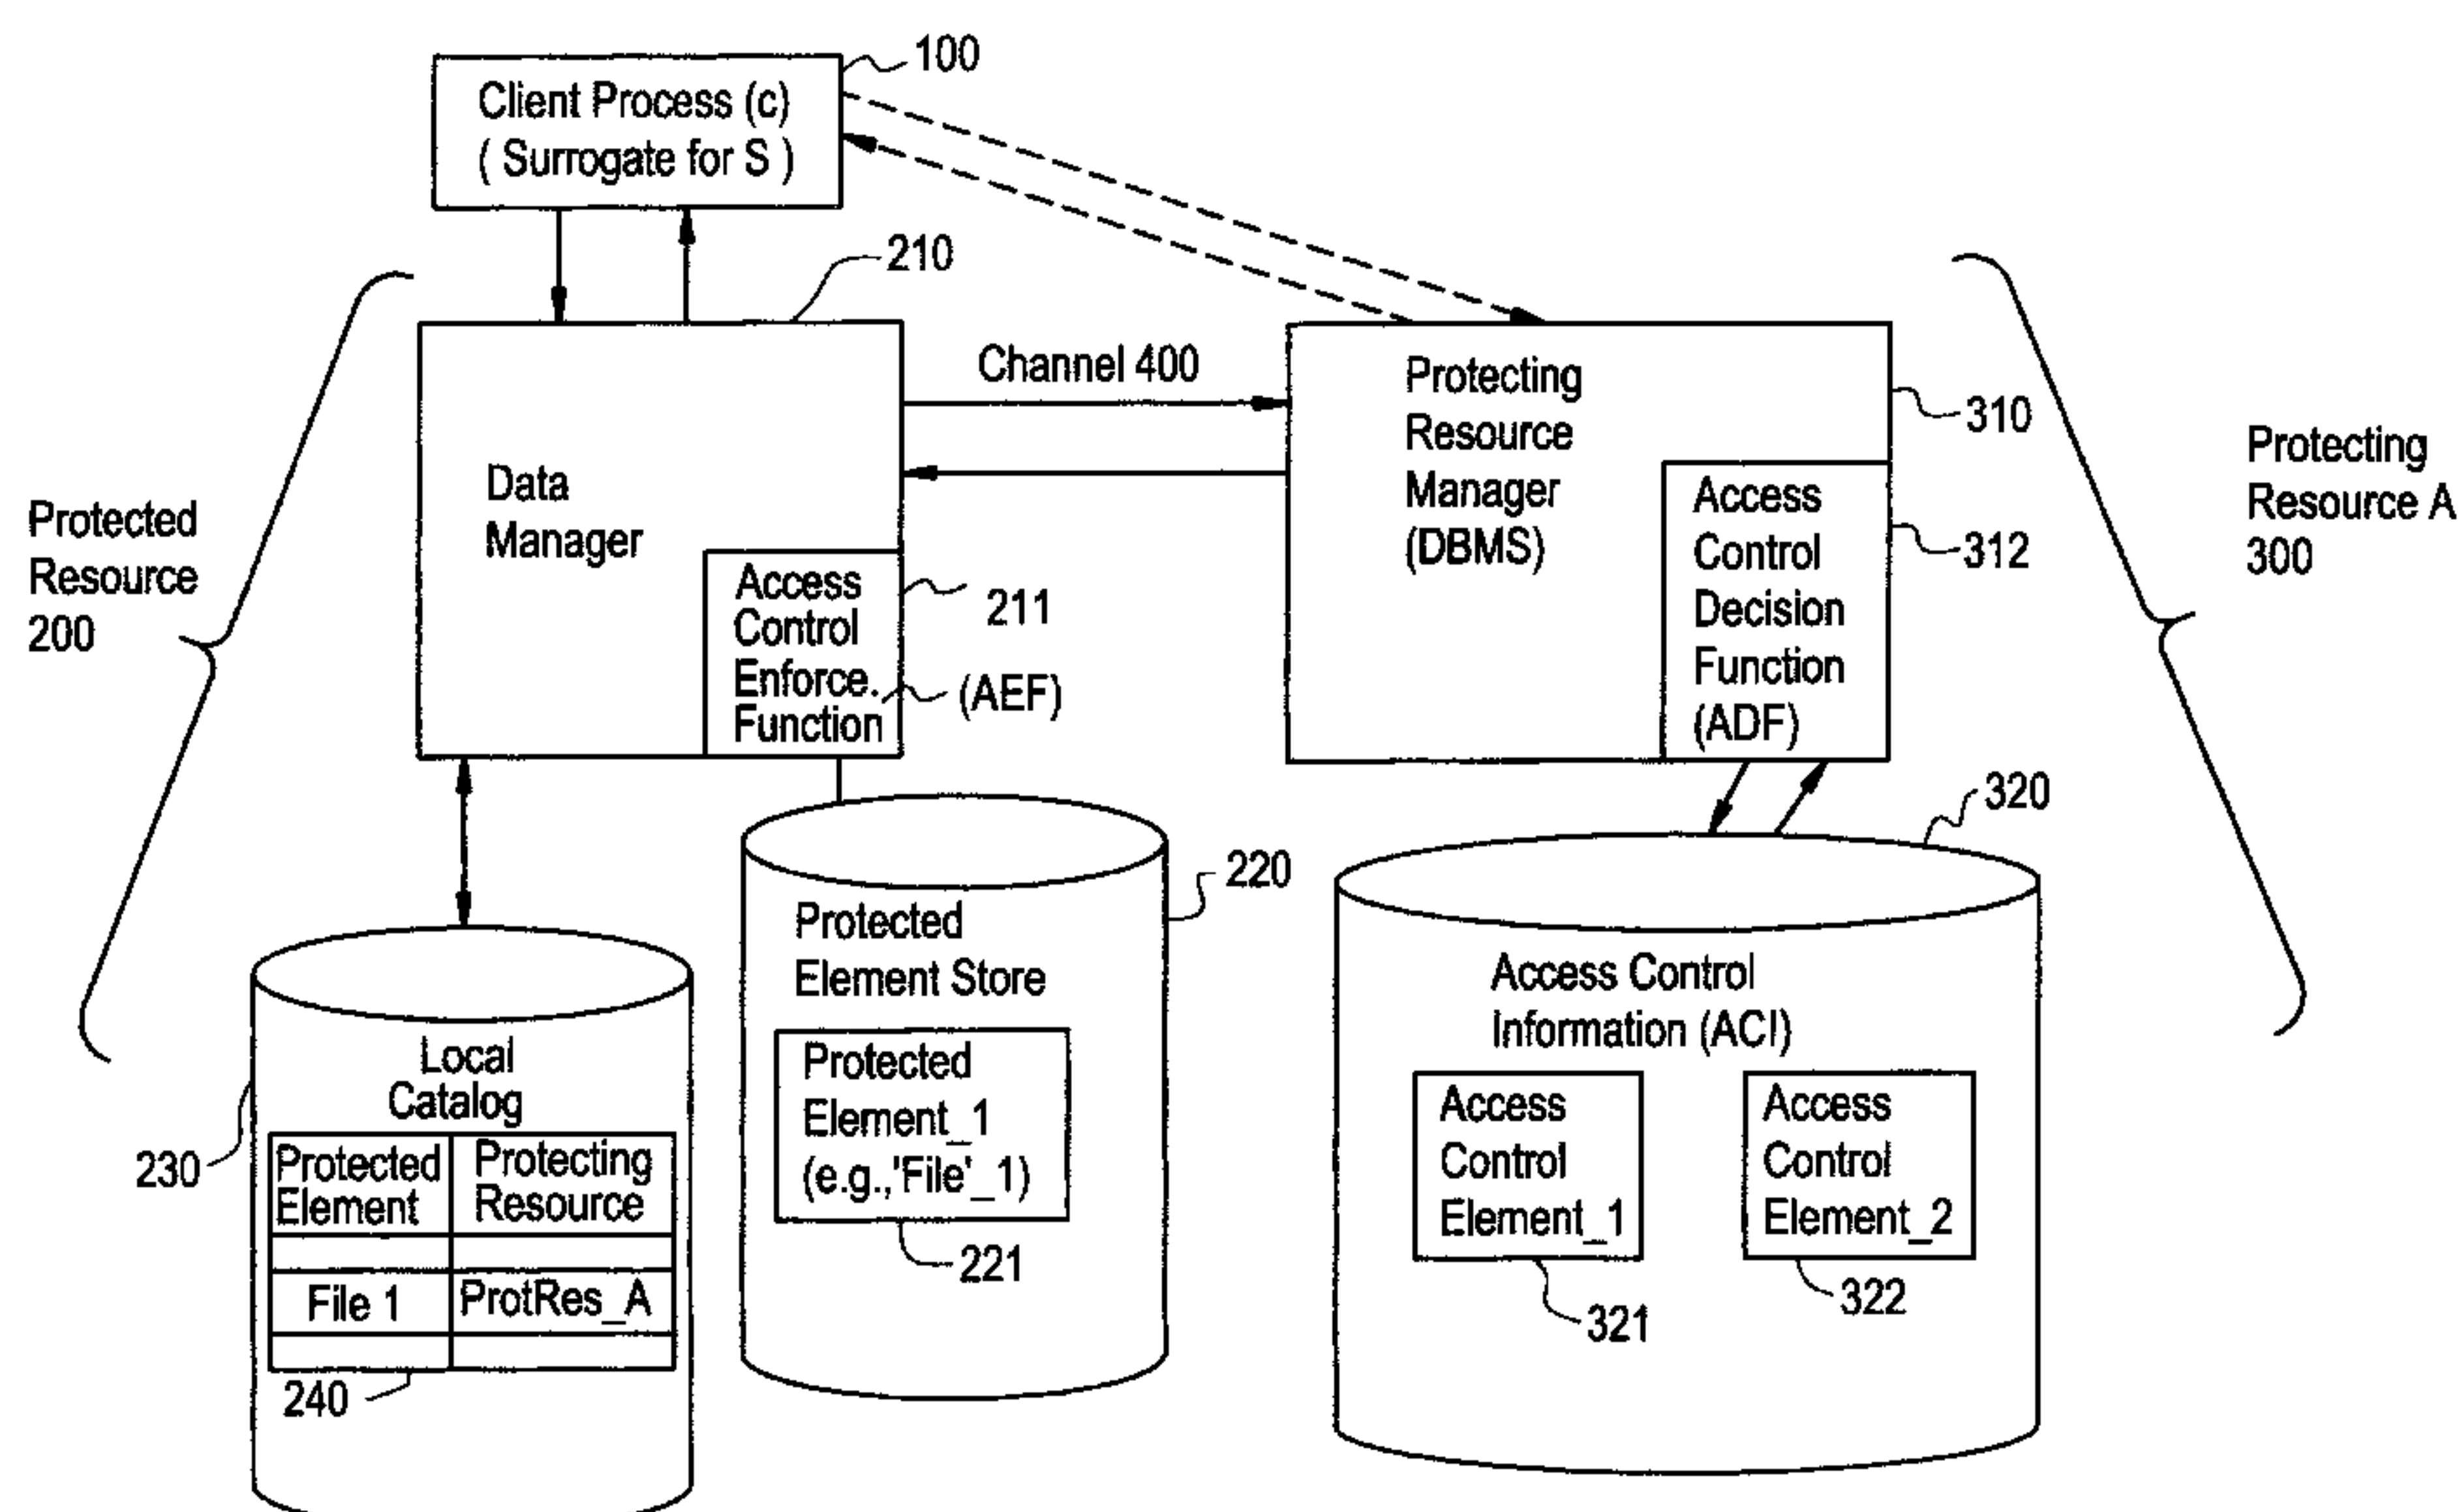 100
Client Process (c)
( Surrogate for S )
210
Channel 400
Protecting
Resource
Manager
(DBMS)
310
Protecting
Resource A
300
Data
Manager
Access
Control
Decision
Function
(ADF)
312
Protected
Resource
200
Access
Control
Enforce.
Function
211
(AEF)
320
220
Protected
Element Store
Access Control
Information (ACI)
Local
Catalog
Protected
Element_1
(e.g.,'File'_1)
Access
Control
Element_1
Access
Control
Element_2
230
Protected
Element
Protecting
Resource
221
File 1
ProtRes_A
321
322
240